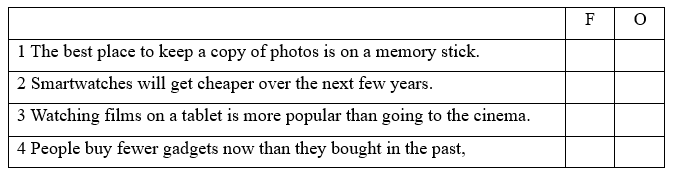 F O
1 The best place to keep a copy of photos is on a memory stick.
2 Smartwatches will get cheaper over the next few years.
3 Watching films on a tablet is more popular than going to the cinema.
4 People buy fewer gadgets now than they bought in the past,